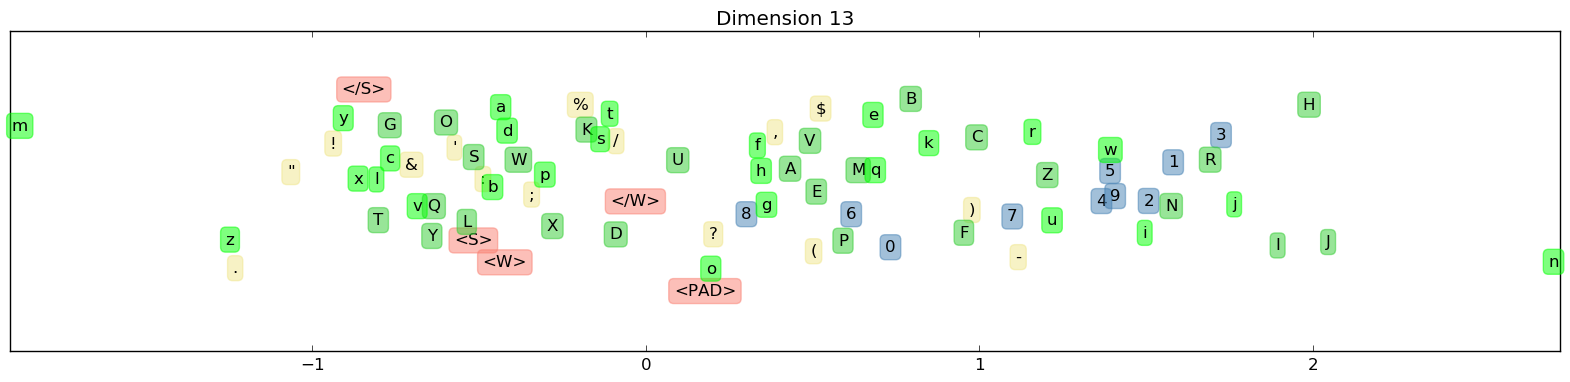 Dimension 13
</S>
B
% H
a $
t e
m y
G O K r
d , 3
! ' s / f V C k
S w
c W U R
& 1
" h A M q 5
x l : b p Z
; E 9
</W> 4 2
v Q g j
8 6 ) 7 N
T L X u
Y D ? F i
z <S> P I J
0
( -
. <W> o n
<PAD>
−1 0 1 2